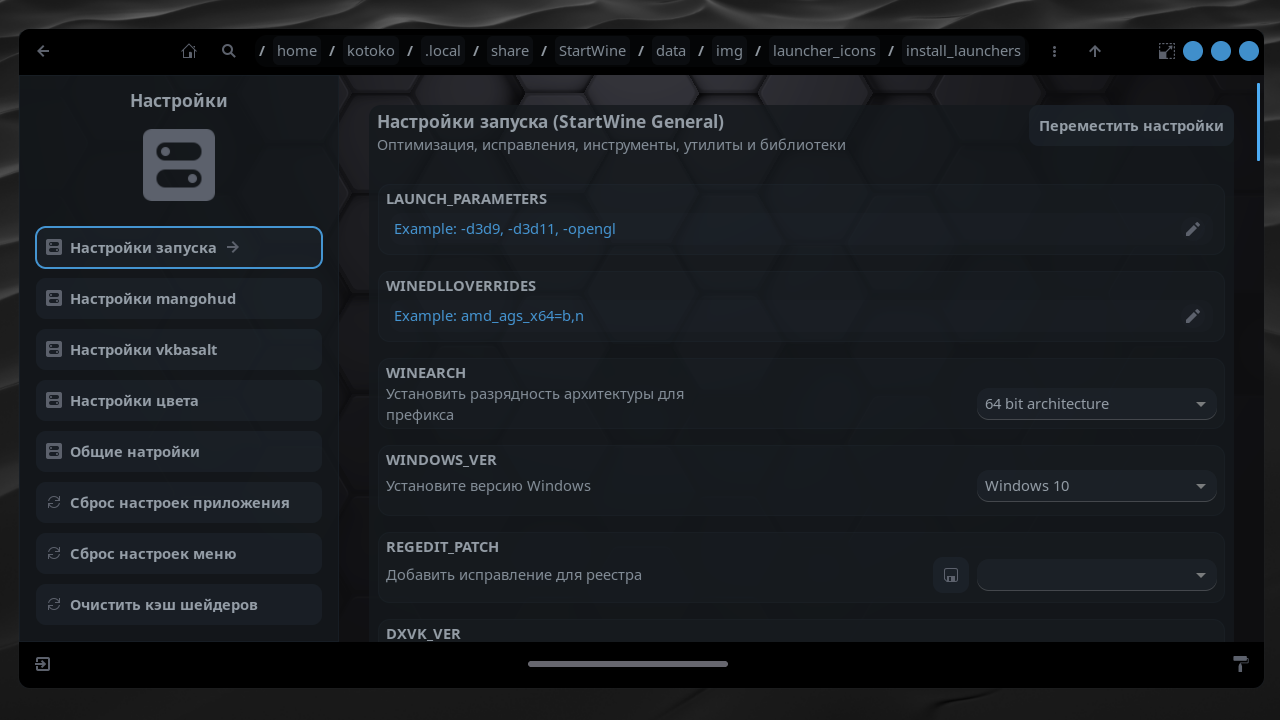 / home / kotoko / .local / share / StartWine / data / img / launcher_icons / install_launchers
Настройки
Настройки запуска
Настройки mangohud
Настройки vkbasalt
Настройки цвета
Общие натройки
Сброс настроек приложения
Сброс настроек меню
Очистить кэш шейдеров
Настройки запуска (StartWine General)
Оптимизация, исправления, инструменты, утилиты и библиотеки
Переместить настройки
LAUNCH_PARAMETERS
Example: -d3d9, -d3d11, -opengl
WINEDLLOVERRIDES
Example: amd_ags_x64=b,n
WINEARCH
Установить разрядность архитектуры для
префикса
64 bit architecture
WINDOWS_VER
Установите версию Windows
Windows 10
REGEDIT_PATCH
Добавить исправление для реестра
DXVK_VER